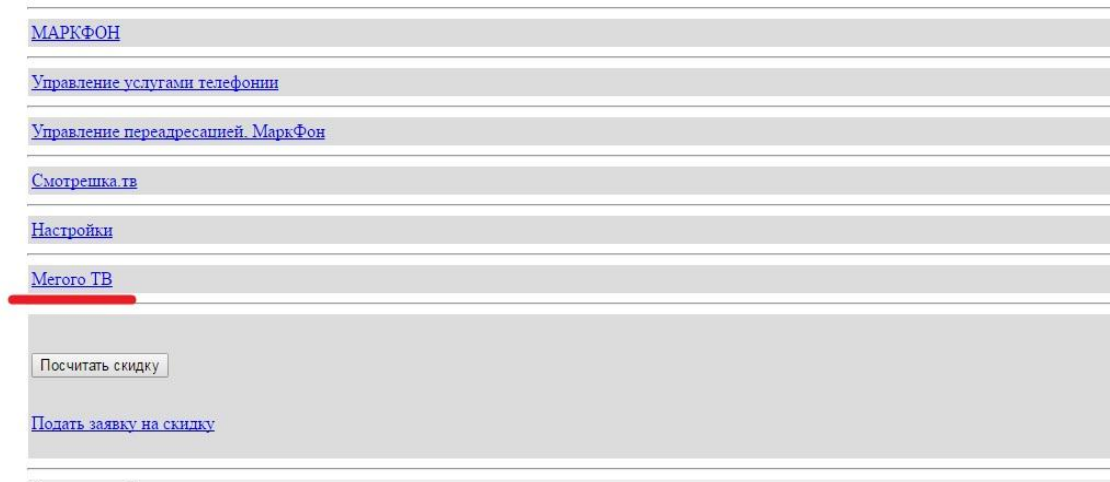 МАРКФОН
Управление услугами телефонии
Управление переадресацией. МаркФон
Смотрешка.тв
Настройки
Мегого ТВ
Посчитать скидку
Подать заявку на скидку